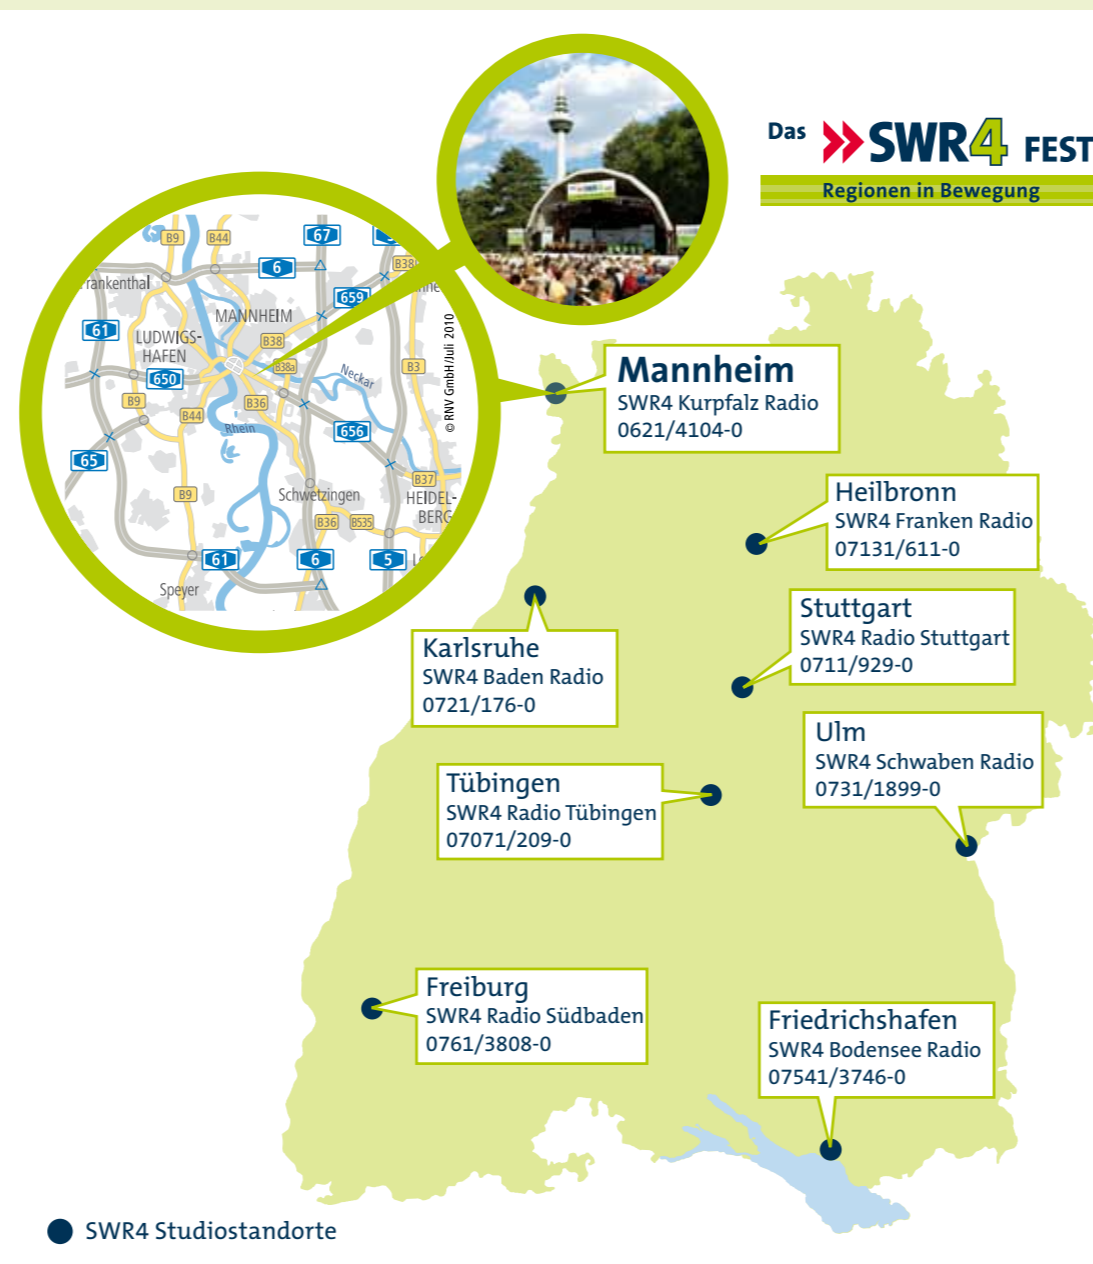 Das SWR4 FEST
Regionen in Bewegung
B9
B44
67
6
B38
659
Frankenthal
61
MANNHEIM
LUDWIGS-
HAFEN
B38
B38a
650
Neckar
B3
B9
B44
B36
Rhein
656
65
B37
B9
Schwetzingen
HEIDEL-
BERG
B36
B535
61
6
5
Speyer
© RNV GmbH/Juli 2010
Mannheim
SWR4 Kurpfalz Radio
0621/4104-0
Heilbronn
SWR4 Franken Radio
07131/611-0
Stuttgart
SWR4 Radio Stuttgart
0711/929-0
Karlsruhe
SWR4 Baden Radio
0721/176-0
Ulm
SWR4 Schwaben Radio
0731/1899-0
Tübingen
SWR4 Radio Tübingen
07071/209-0
Freiburg
SWR4 Radio Südbaden
0761/3808-0
Friedrichshafen
SWR4 Bodensee Radio
07541/3746-0
SWR4 Studiostandorte